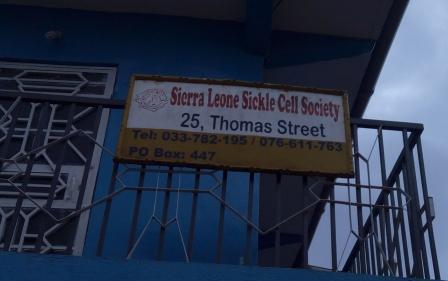 Sierra Leone Sickle Cell Society
25, Thomas Street
Tel: 033-782-195 / 076-611-763
PO Box: 447